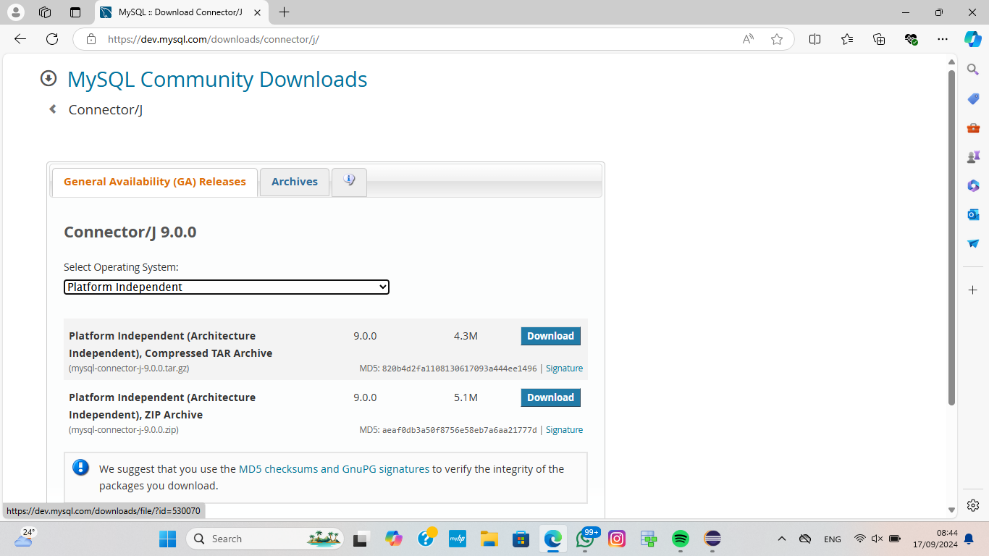 MySQL :: Download Connector/J
https://dev.mysql.com/downloads/connector/j/
MySQL Community Downloads
Connector/J
General Availability (GA) Releases
Archives
Connector/J 9.0.0
Select Operating System:
Platform Independent
Platform Independent (Architecture
Independent), Compressed TAR Archive
9.0.0
4.3M
Download
(mysql-connector-j-9.0.0.tar.gz)
MD5: 820b4d2fa1108130617093a444ee1496 | Signature
Platform Independent (Architecture
Independent), ZIP Archive
9.0.0
5.1M
Download
(mysql-connector-j-9.0.0.zip)
MD5: aeaf0db3a50f8756e58eb7a6aa21777d | Signature
We suggest that you use the MD5 checksums and GnuPG signatures to verify the integrity of the
packages you download.
https://dev.mysql.com/downloads/file/?id=530070
24°
Search
99+
ENG
08:44
17/09/2024